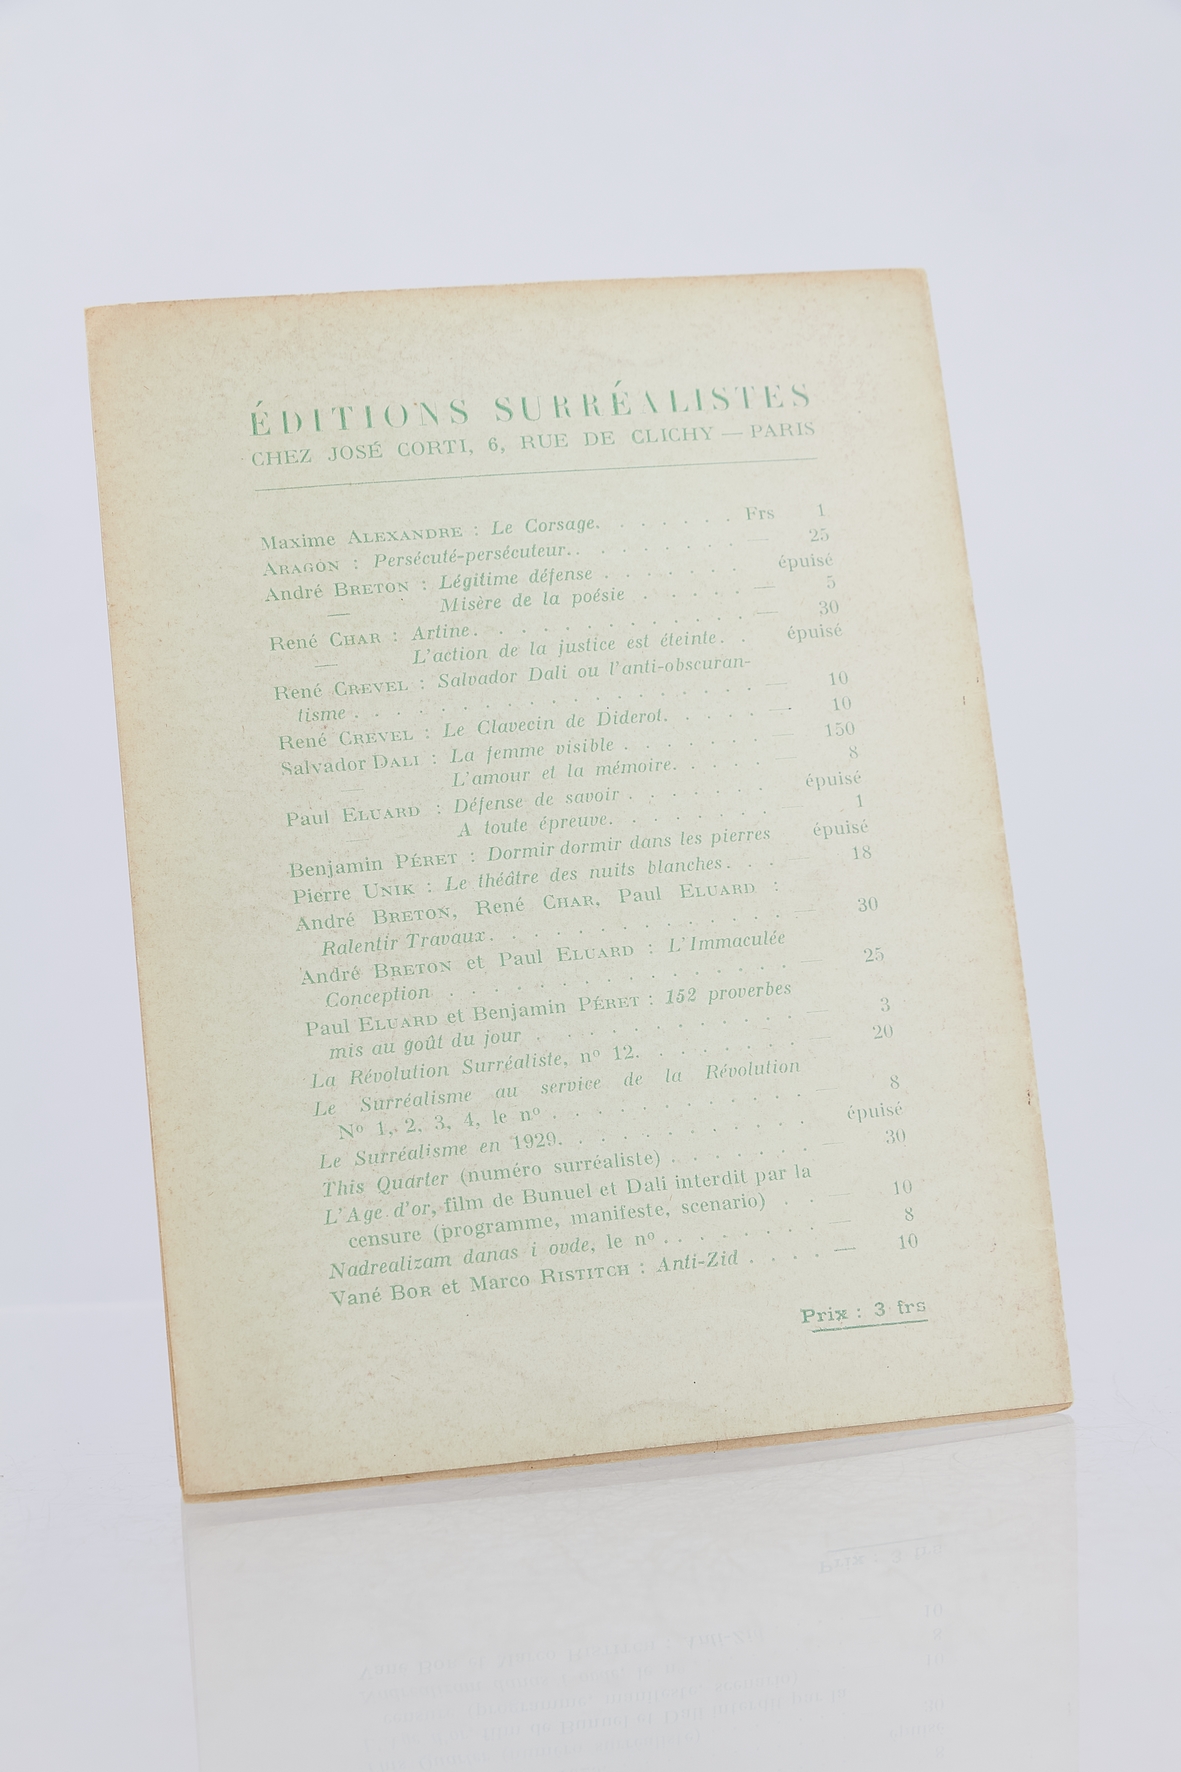 ÉDITIONS SURRÉALISTES
CHEZ JOSÉ CORTI, 6, RUE DE CLICHY — PARIS
Maxime ALEXANDRE : Le Corsage. . . . . . . Frs 1
ARAGON : Persécuté-persécuteur. . . . . . . . — 25
André BRETON : Légitime défense . . . . . . . épuisé
— Misère de la poésie . . . . . — 5
René CHAR : Artine. . . . . . . . . . . . — 30
— L'action de la justice est éteinte. . épuisé
René CREVEL : Salvador Dali ou l'anti-obscuran-
tisme . . . . . . . . . . . . . . . — 10
René CREVEL : Le Clavecin de Diderot. . . . . — 10
Salvador DALI : La femme visible . . . . . . . — 150
— L'amour et la mémoire. . . . . — 8
Paul ELUARD : Défense de savoir . . . . . . . épuisé
— A toute épreuve. . . . . . . . 1
Benjamin PÉRET : Dormir dormir dans les pierres épuisé
Pierre UNIK : Le théâtre des nuits blanches. . . — 18
André BRETON, René CHAR, Paul ELUARD :
Ralentir Travaux. . . . . . . . . . . . — 30
André BRETON et Paul ELUARD : L'Immaculée
Conception . . . . . . . . . . . . . — 25
Paul ELUARD et Benjamin PÉRET : 152 proverbes
mis au goût du jour . . . . . . . . . . — 3
La Révolution Surréaliste, nº 12. . . . . . . . — 20
Le Surréalisme au service de la Révolution
Nº 1, 2, 3, 4, le nº . . . . . . . . . . . — 8
Le Surréalisme en 1929. . . . . . . . . . . épuisé
This Quarter (numéro surréaliste) . . . . . . . — 30
L'Age d'or, film de Bunuel et Dali interdit par la
censure (programme, manifeste, scenario) . . — 10
Nadrealizam danas i ovde, le nº . . . . . . . — 8
Vané BOR et Marco RISTITCH : Anti-Zid . . . . — 10
Prix : 3 frs